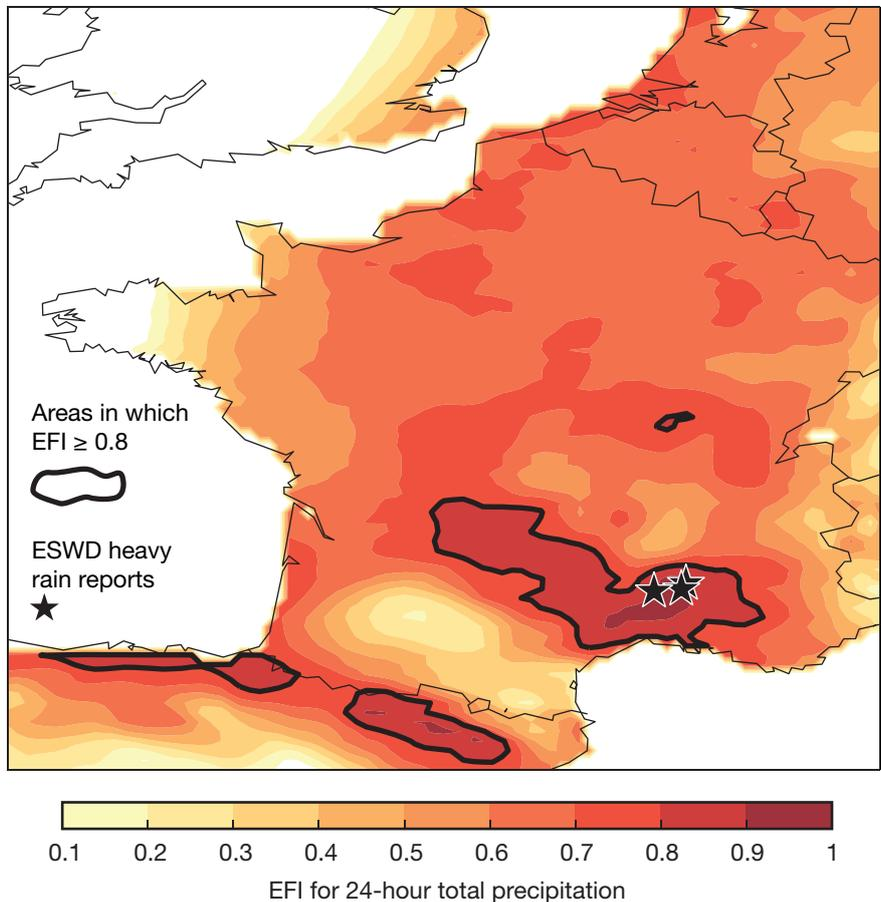 Areas in which
EFI ≥ 0.8
ESWD heavy
rain reports
0.1 0.2 0.3 0.4 0.5 0.6 0.7 0.8 0.9 1
EFI for 24-hour total precipitation